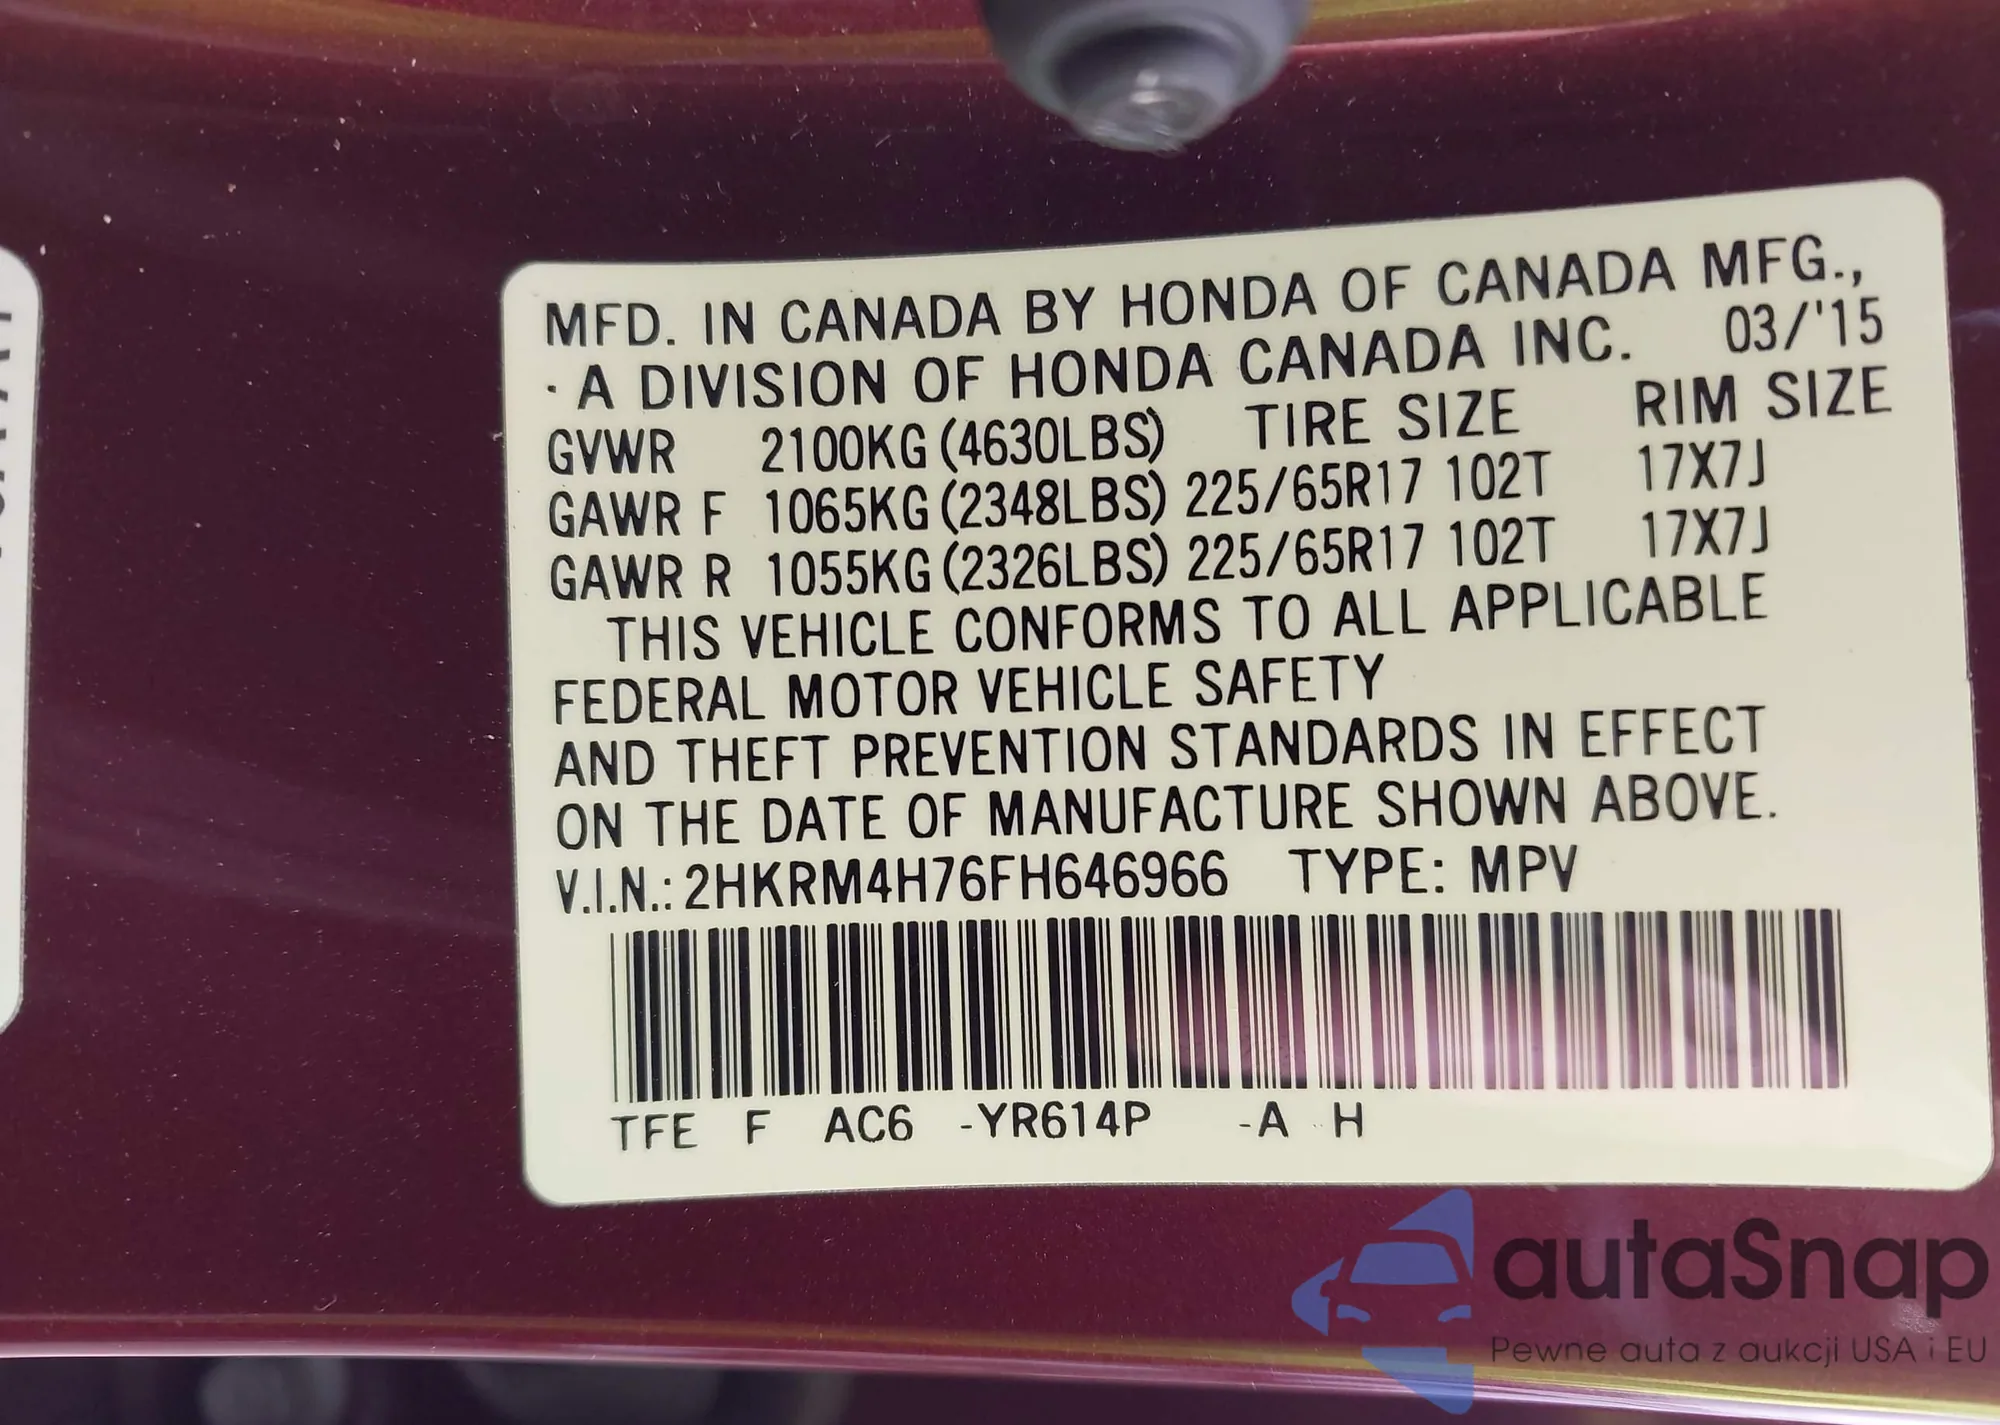 MFD. IN CANADA BY HONDA OF CANADA MFG.,
· A DIVISION OF HONDA CANADA INC. 03/'15
GVWR 2100KG (4630LBS) TIRE SIZE RIM SIZE
GAWR F 1065KG (2348LBS) 225/65R17 102T 17X7J
GAWR R 1055KG (2326LBS) 225/65R17 102T 17X7J
THIS VEHICLE CONFORMS TO ALL APPLICABLE
FEDERAL MOTOR VEHICLE SAFETY
AND THEFT PREVENTION STANDARDS IN EFFECT
ON THE DATE OF MANUFACTURE SHOWN ABOVE.
V.I.N.: 2HKRM4H76FH646966 TYPE: MPV
TFE F AC6 -YR614P -A H
autaSnap
Pewne auta z aukcji USA i EU